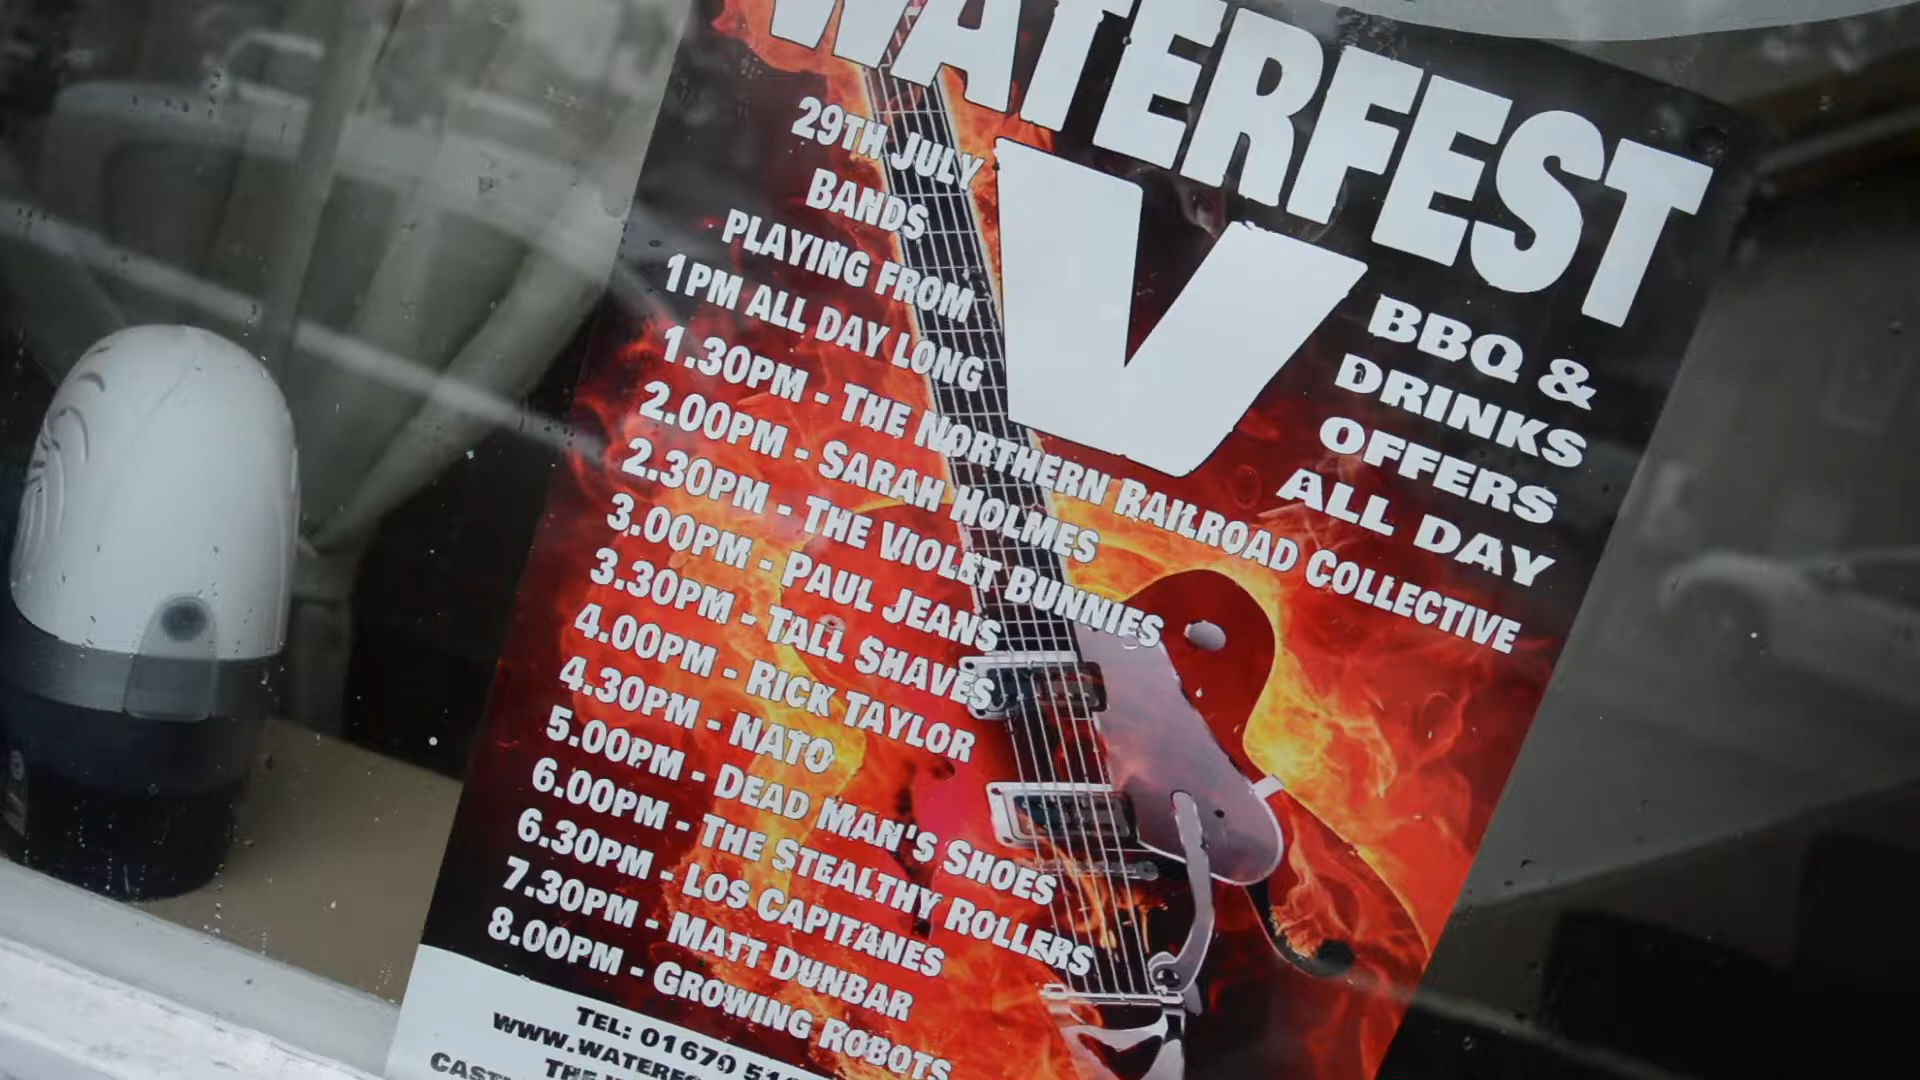 WATERFEST
V
29TH JULY
BANDS
PLAYING FROM
1PM ALL DAY LONG
BBQ &
DRINKS
OFFERS
ALL DAY
1.30PM - THE NORTHERN RAILROAD COLLECTIVE
2.00PM - SARAH HOLMES
2.30PM - THE VIOLET BUNNIES
3.00PM - PAUL JEANS
3.30PM - TALL SHAVES
4.00PM - RICK TAYLOR
4.30PM - NATO
5.00PM - DEAD MAN'S SHOES
6.00PM - THE STEALTHY ROLLERS
6.30PM - LOS CAPITANES
7.30PM - MATT DUNBAR
8.00PM - GROWING ROBOTS
TEL: 01670
THE